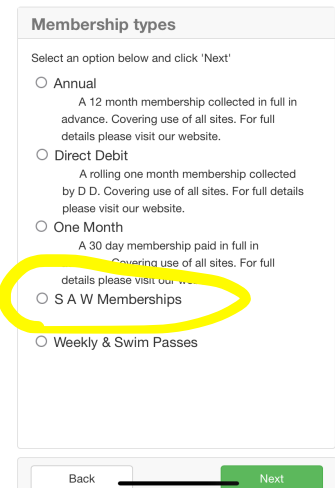 Membership types
Select an option below and click 'Next'
Annual
A 12 month membership collected in full in
advance. Covering use of all sites. For full
details please visit our website.
Direct Debit
A rolling one month membership collected
by D D. Covering use of all sites. For full details
please visit our website.
One Month
A 30 day membership paid in full in
Covering use of all sites. For full
details please visit our
S A W Memberships
Weekly & Swim Passes
Back
Next